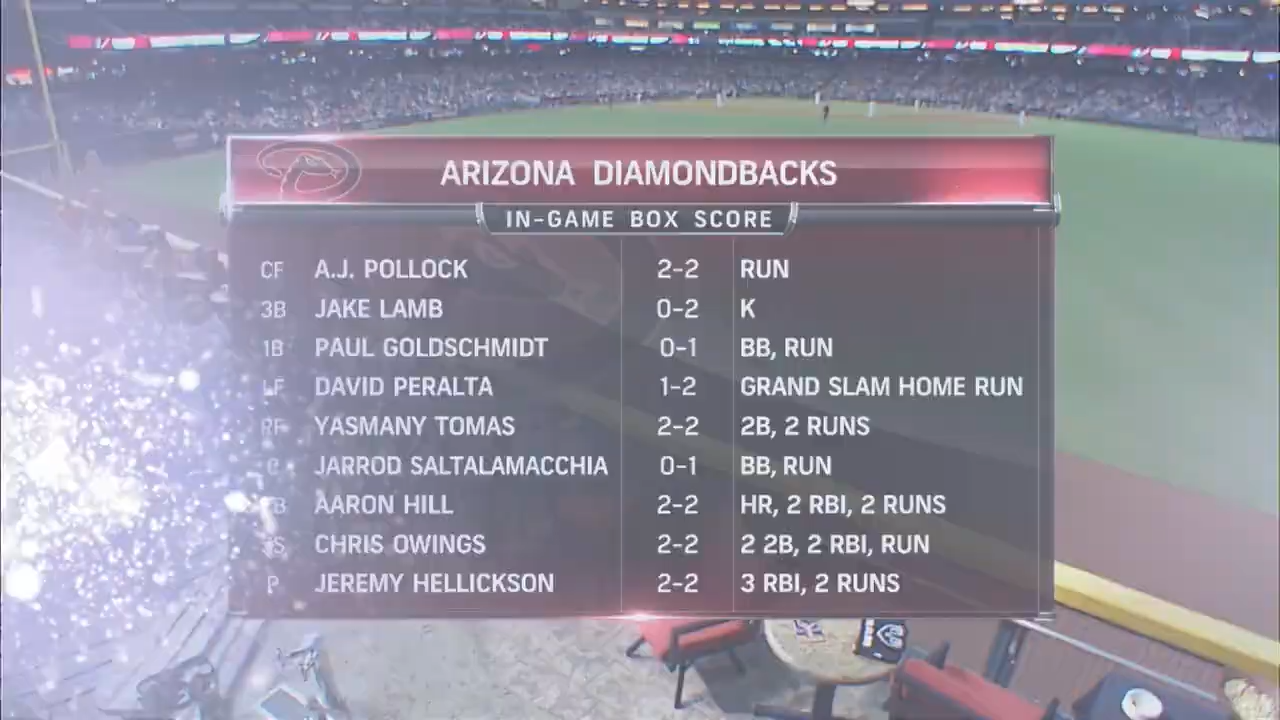 ARIZONA DIAMONDBACKS
IN-GAME BOX SCORE
CF A.J. POLLOCK 2-2 RUN
3B JAKE LAMB 0-2 K
1B PAUL GOLDSCHMIDT 0-1 BB, RUN
LF DAVID PERALTA 1-2 GRAND SLAM HOME RUN
RF YASMANY TOMAS 2-2 2B, 2 RUNS
C JARROD SALTALAMACCHIA 0-1 BB, RUN
AARON HILL 2-2 HR, 2 RBI, 2 RUNS
CHRIS OWINGS 2-2 2 2B, 2 RBI, RUN
P JEREMY HELLICKSON 2-2 3 RBI, 2 RUNS